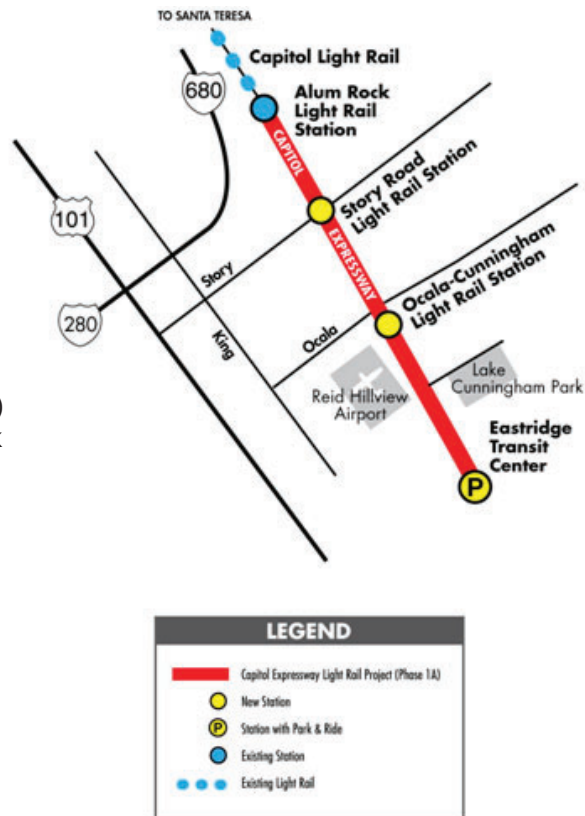 TO SANTA TERESA
Capitol Light Rail
680
Alum Rock
Light Rail
Station
CAPITOL
101
Story Road
Light Rail Station
EXPRESSWAY
Story
280
King
Ocala-Cunningham
Light Rail Station
Ocala
Reid Hillview
Airport
Lake
Cunningham Park
)
Eastridge
Transit
Center
P
LEGEND
Capitol Expressway Light Rail Project (Phase 1A)
New Station
P Station with Park & Ride
Existing Station
Existing Light Rail